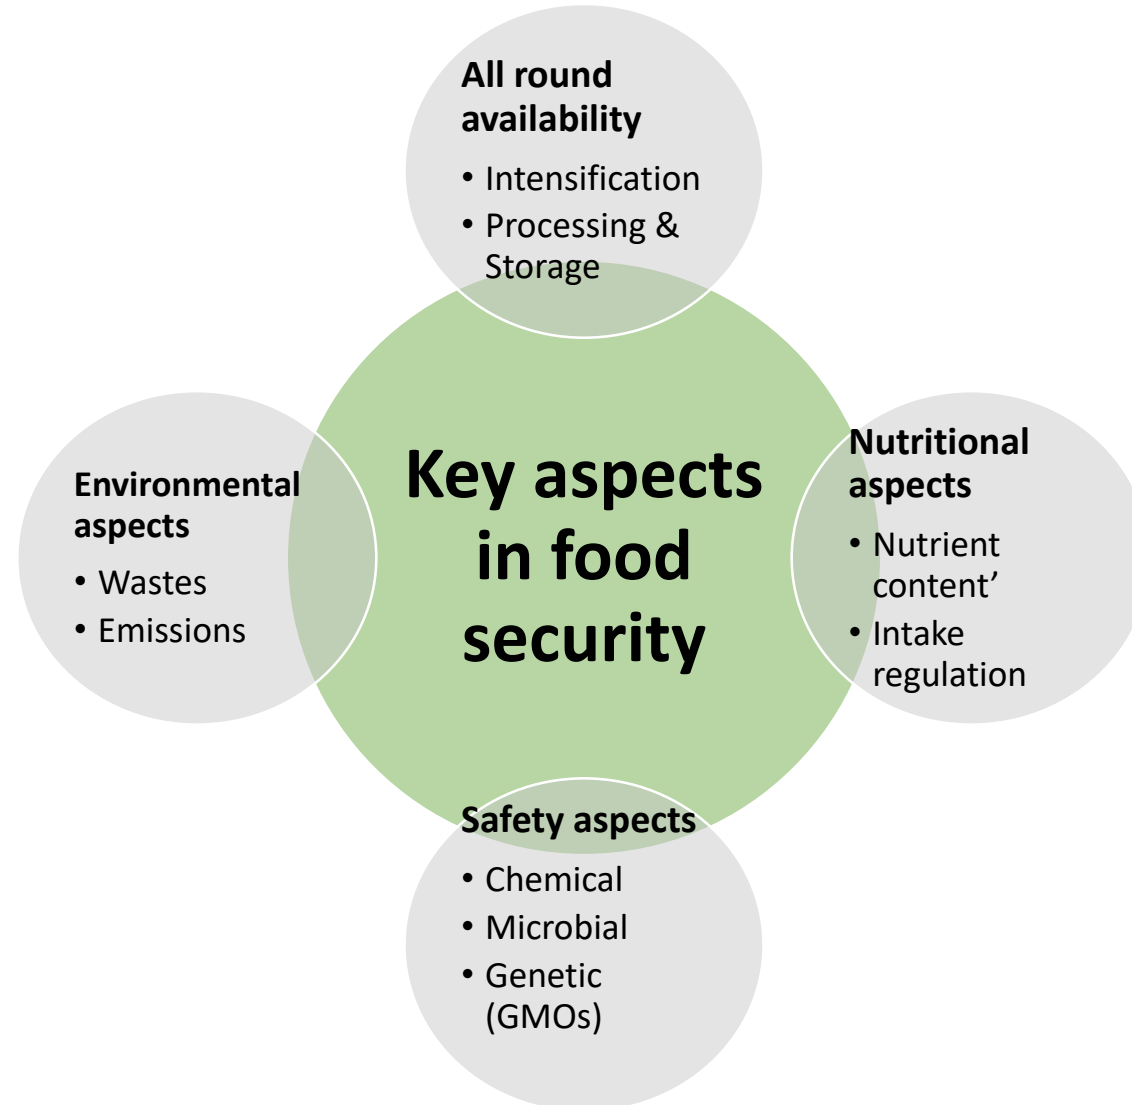 All round
availability
• Intensification
• Processing &
Storage
Key aspects
in food
security
Nutritional
aspects
• Nutrient
content’
• Intake
regulation
Safety aspects
• Chemical
• Microbial
• Genetic
(GMOs)
Environmental
aspects
• Wastes
• Emissions